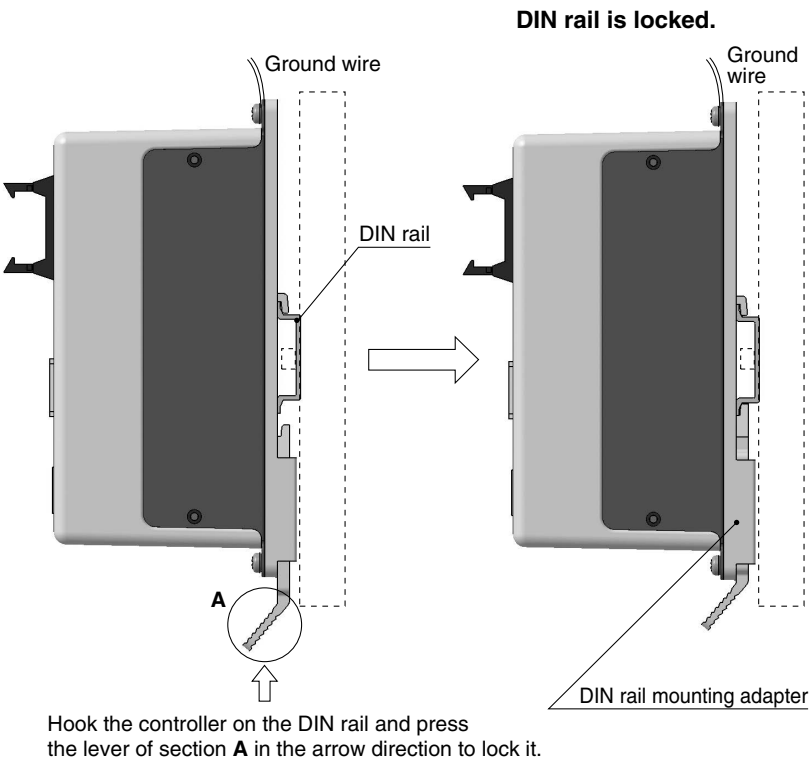 DIN rail is locked.
Ground wire
Ground
wire
DIN rail
A
DIN rail mounting adapter
Hook the controller on the DIN rail and press
the lever of section A in the arrow direction to lock it.